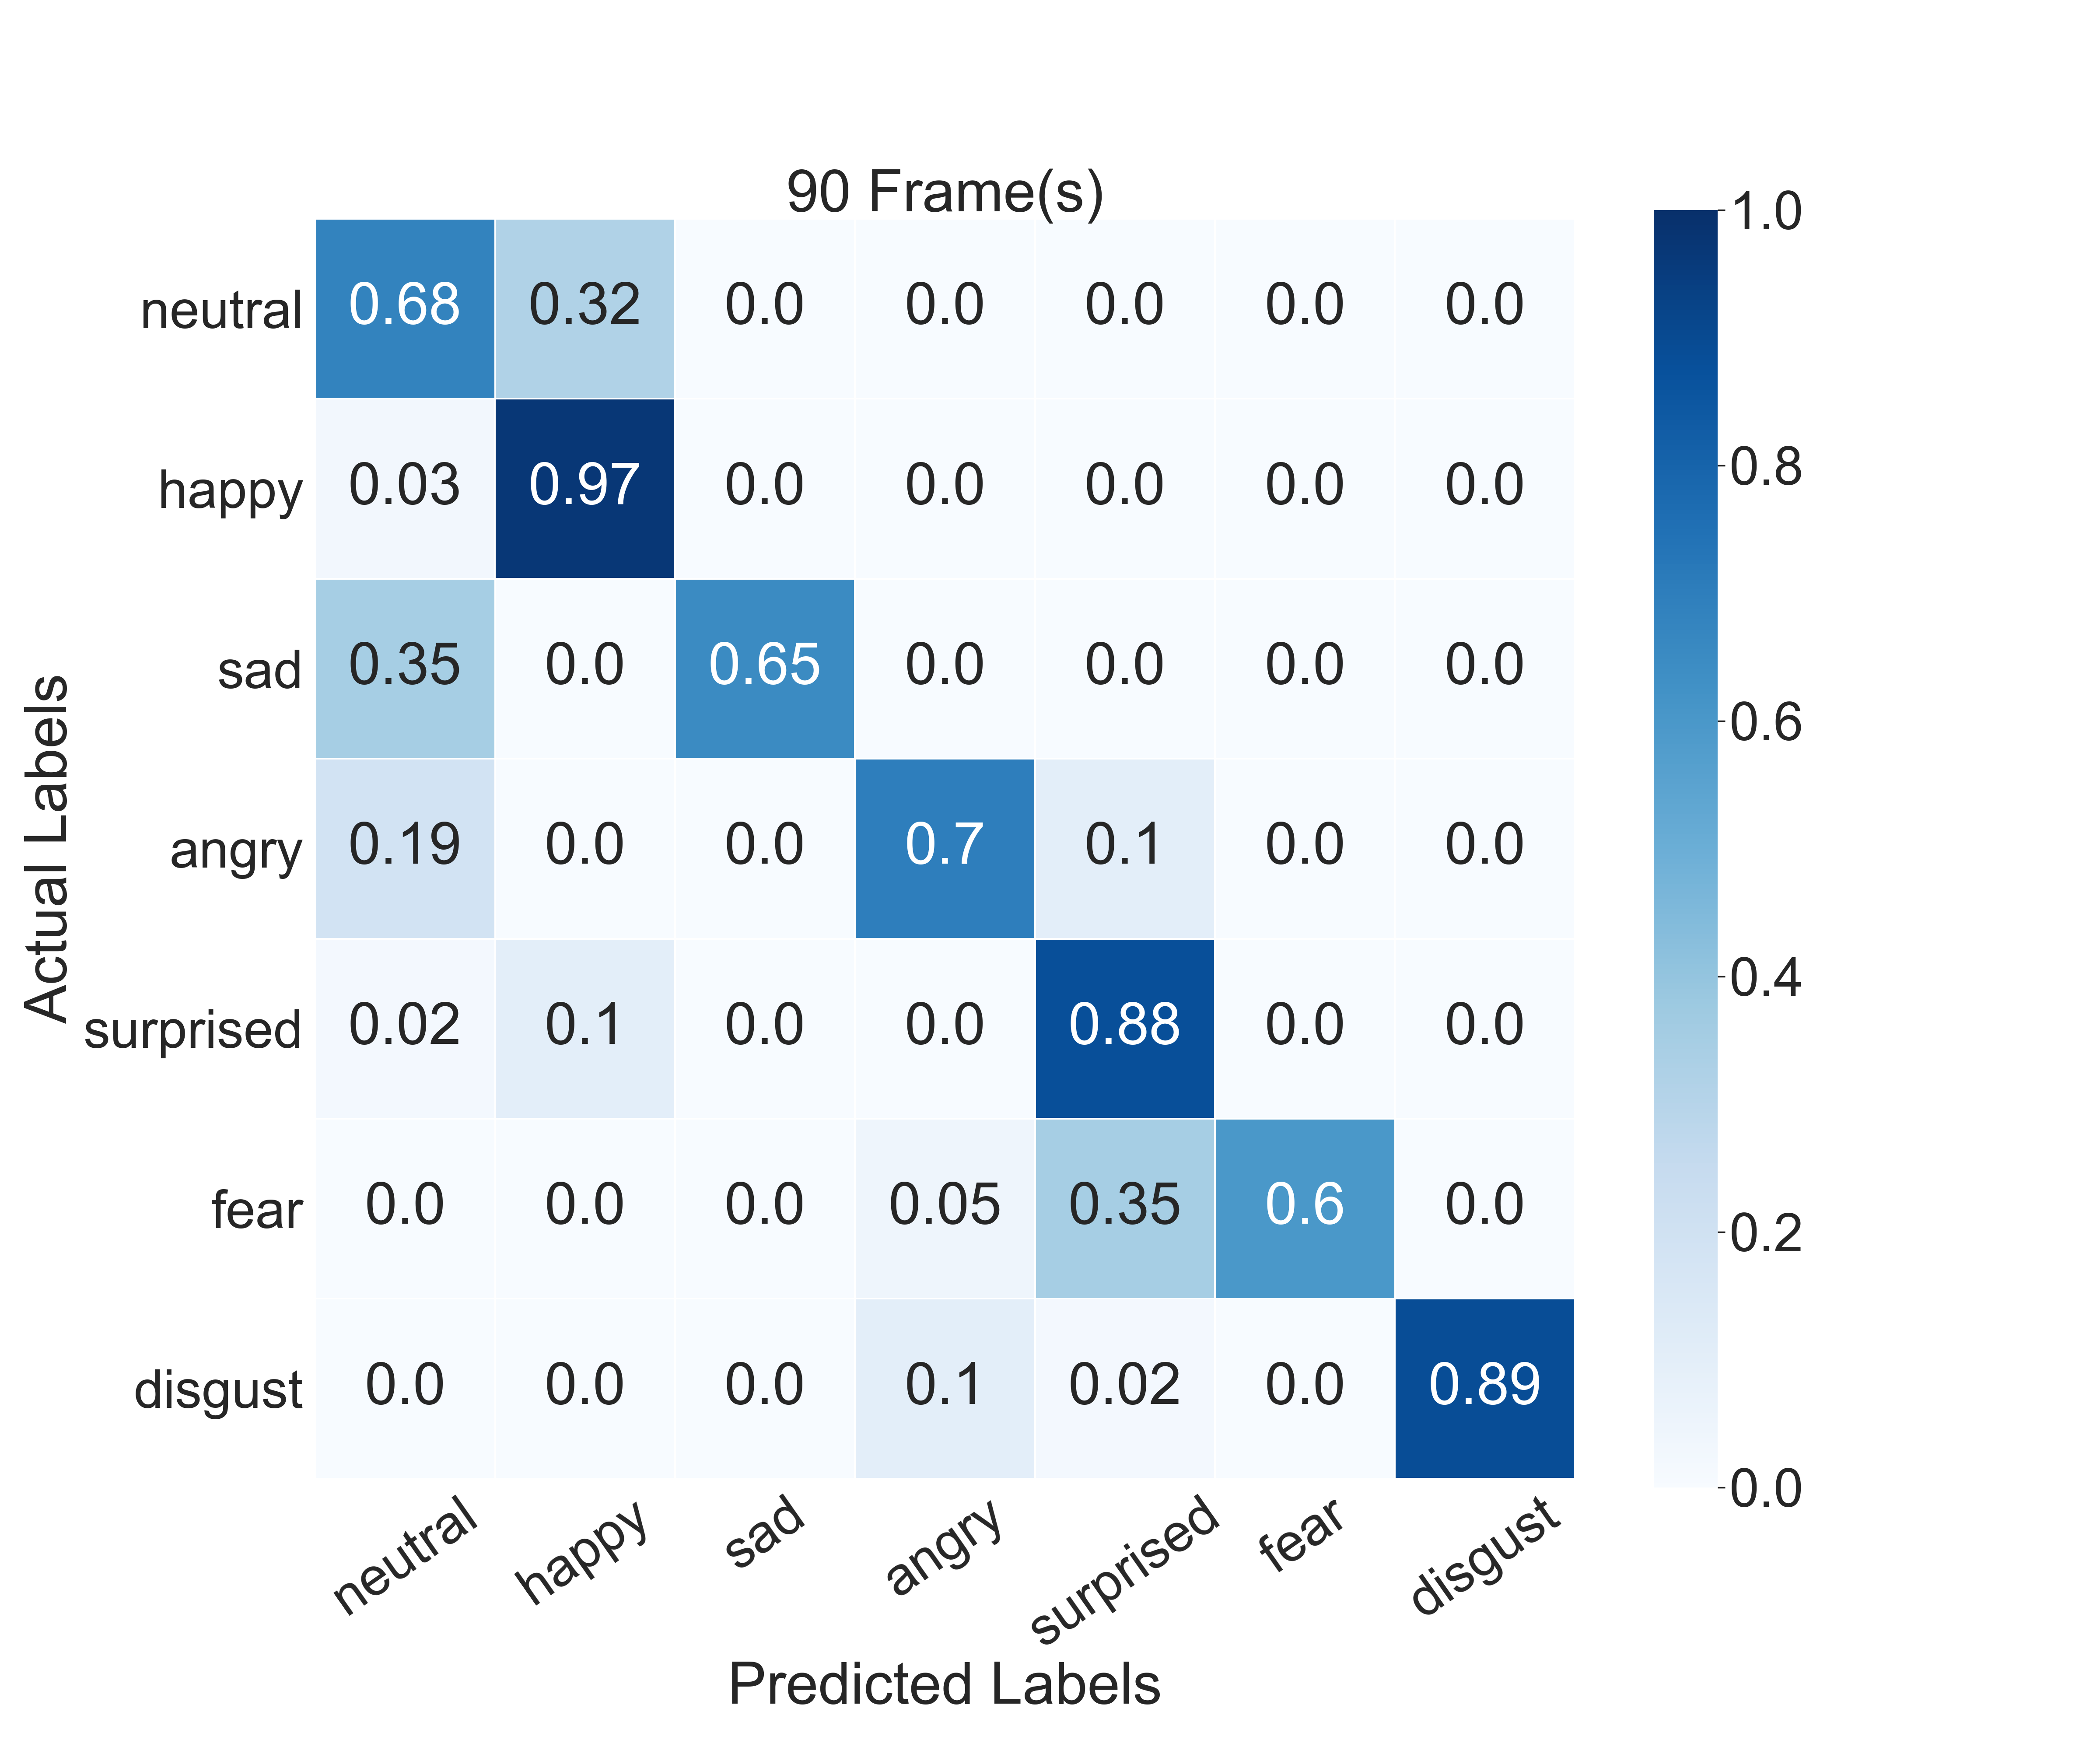 90 Frame(s)
1.0
neutral 0.68 0.32 0.0 0.0 0.0 0.0 0.0
happy 0.03 0.97 0.0 0.0 0.0 0.0 0.0
0.8
sad 0.35 0.0 0.65 0.0 0.0 0.0 0.0
0.6
angry 0.19 0.0 0.0 0.7 0.1 0.0 0.0
0.4
surprised 0.02 0.1 0.0 0.0 0.88 0.0 0.0
fear 0.0 0.0 0.0 0.05 0.35 0.6 0.0
0.2
disgust 0.0 0.0 0.0 0.1 0.02 0.0 0.89
0.0
Actual Labels
neutral happy sad angry surprised fear disgust
Predicted Labels